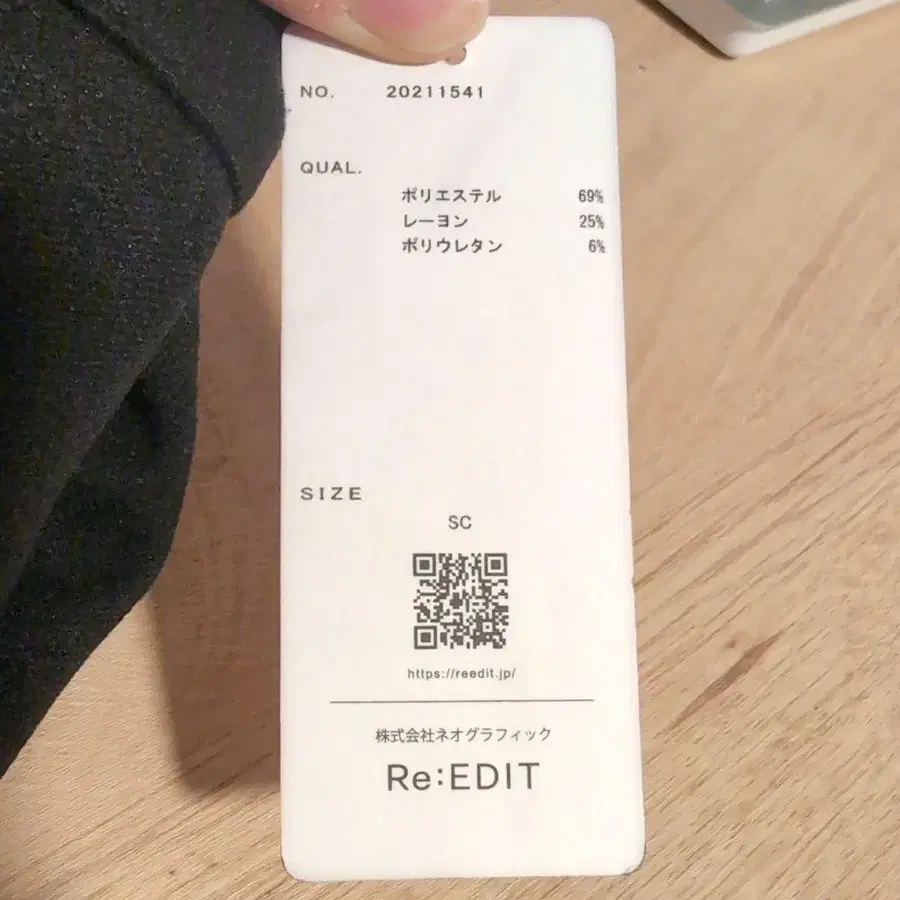 NO. 20211541
QUAL.
ポリエステル 69%
レーヨン 25%
ポリウレタン 6%
SIZE
SC
https://reedit.jp/
株式会社ネオグラフィック
Re:EDIT